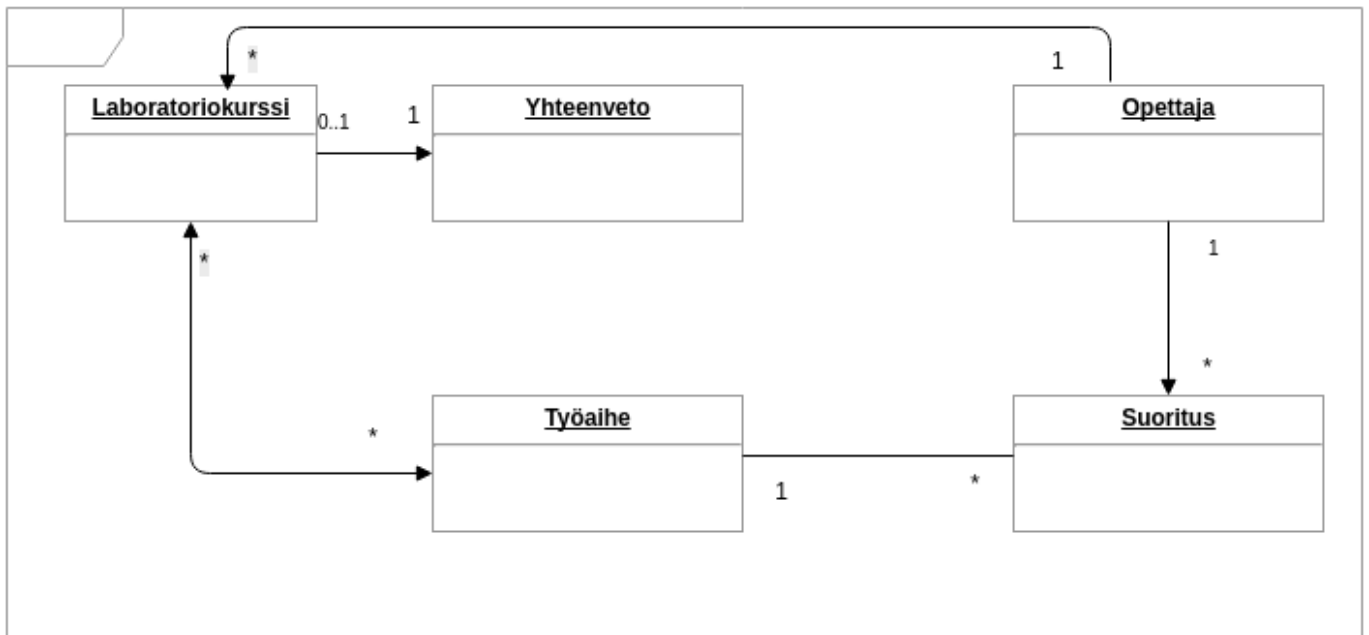 *
1
Laboratoriokurssi
0..1
1
Yhteenveto
Opettaja
*
1
*
*
Työaihe
Suoritus
1
*